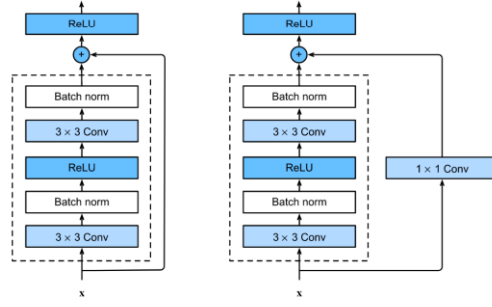 ReLU
+
Batch norm
3 × 3 Conv
ReLU
Batch norm
3 × 3 Conv
x
ReLU
+
Batch norm
3 × 3 Conv
ReLU
Batch norm
3 × 3 Conv
1 × 1 Conv
x